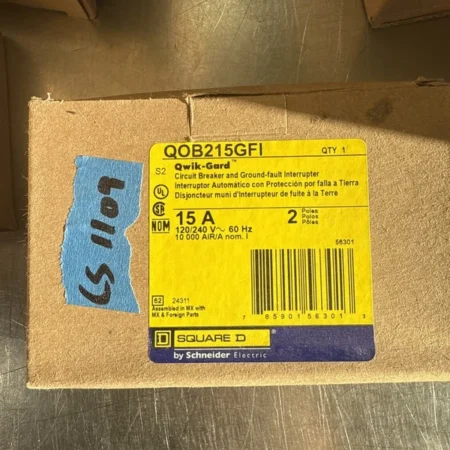 QOB215GFI
QTY 1
S2
Qwik-Gard™
Circuit Breaker and Ground-fault Interrupter
Interruptor Automático con Protección por falla a Tierra
Disjoncteur muni d'Interrupteur de fuite à la Terre
UL
NOM
15 A
120/240 V~ 60 Hz
10 000 AIR/A nom. I
2
Poles
Polos
Pôles
56301
62 24311
Assembled in MX with
MX & Foreign Parts
7 85901 56301 3
D SQUARE D
by Schneider Electric
CS 1109